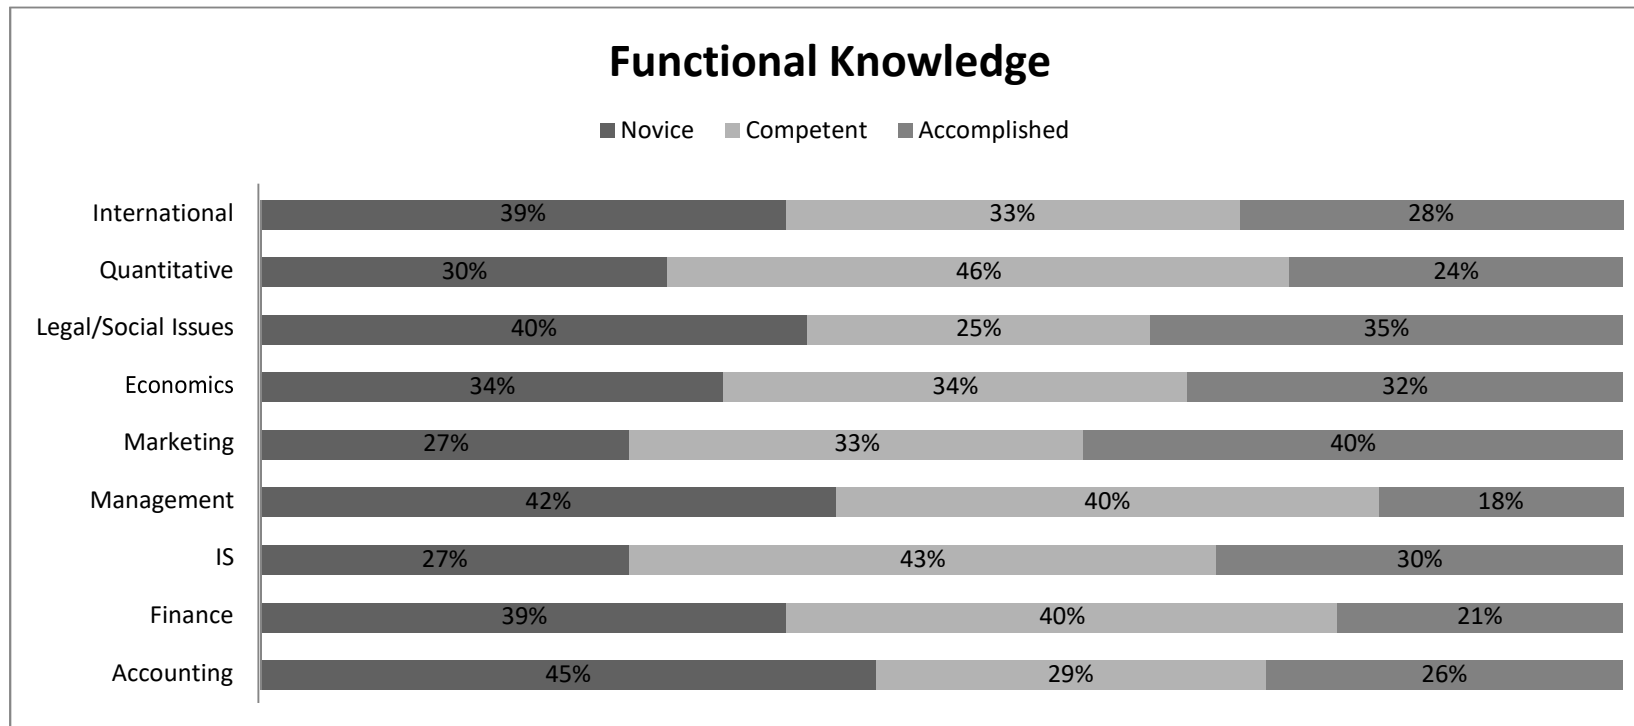 Functional Knowledge
Novice Competent Accomplished
International 39% 33% 28%
Quantitative 30% 46% 24%
Legal/Social Issues 40% 25% 35%
Economics 34% 34% 32%
Marketing 27% 33% 40%
Management 42% 40% 18%
IS 27% 43% 30%
Finance 39% 40% 21%
Accounting 45% 29% 26%